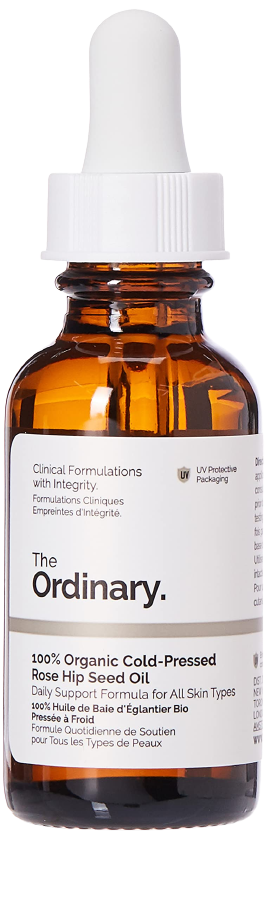 Clinical Formulations
with Integrity.
Formulations Cliniques
Empreintes d'Intégrité.
UV
UV Protective
Packaging
The
Ordinary.
100% Organic Cold-Pressed
Rose Hip Seed Oil
Daily Support Formula for All Skin Types
100% Huile de Baie d'Églantier Bio
Pressée à Froid
Formule Quotidienne de Soutien
pour Tous les Types de Peaux